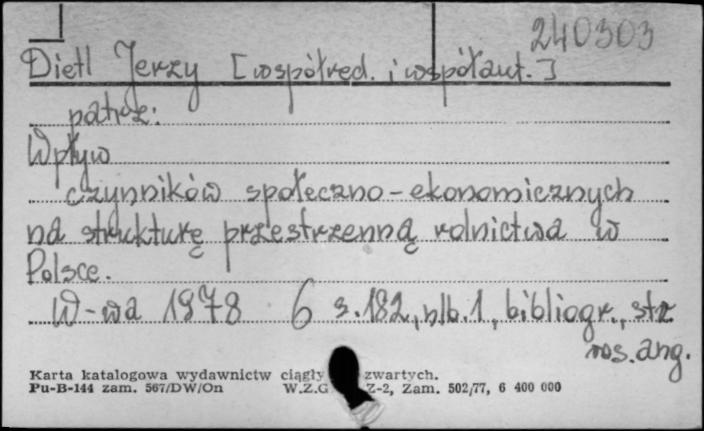 240303
Dietl Jerzy [współred. i współaut.]
patrz:
Wpływ
czynników społeczno-ekonomicznych
na strukturę przestrzenną rolnictwa w
Polsce.
W-wa 1978 6 s. 182, nlb. 1, bibliogr., str.
ros. ang.
Karta katalogowa wydawnictw ciągły zwartych.
Pu-B-144 zam. 567/DW/On W.Z.G Z-2, Zam. 502/77, 6 400 000